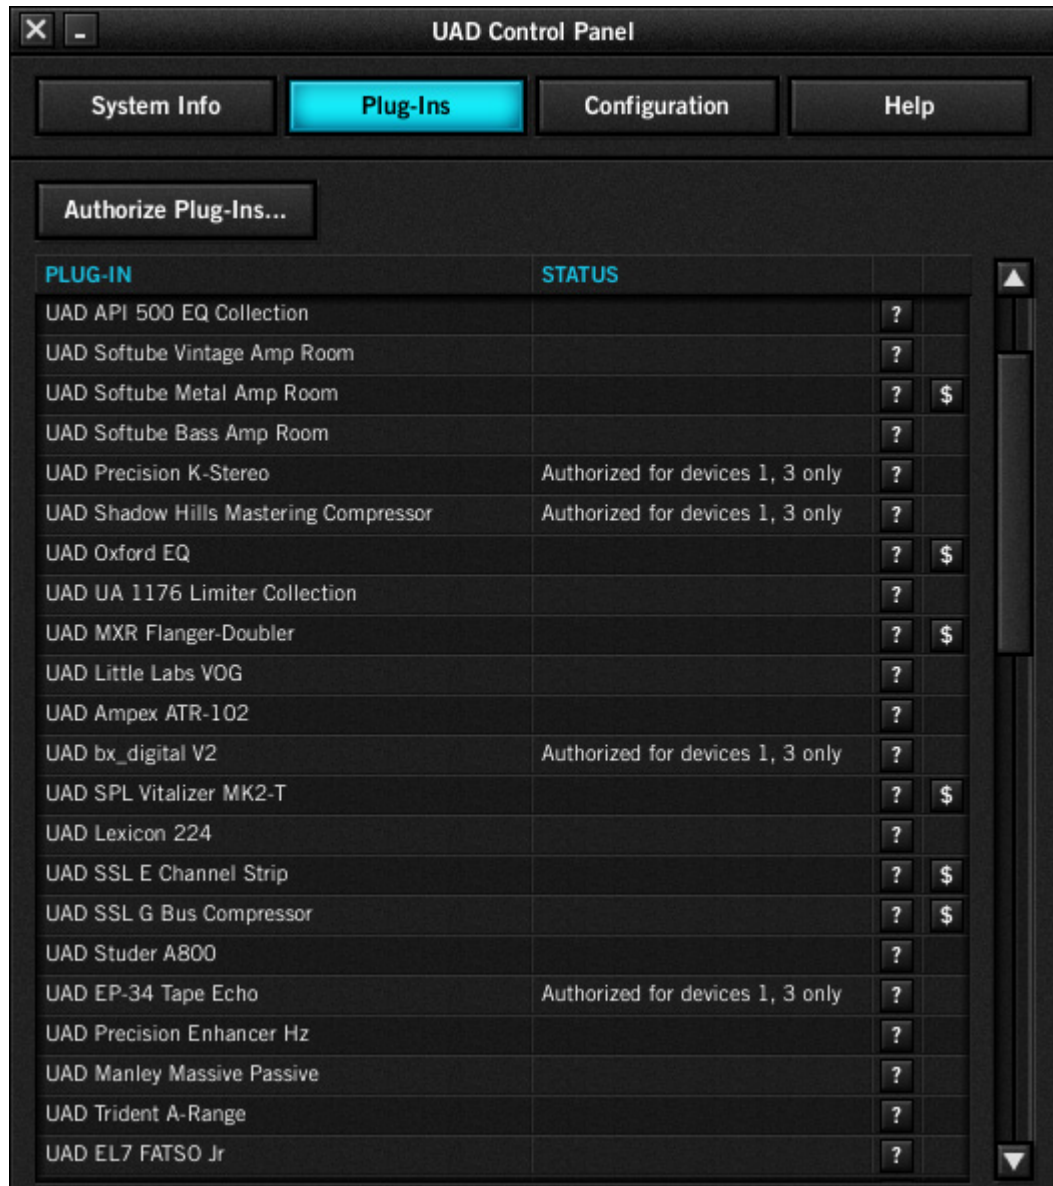 UAD Control Panel
System Info Plug-Ins Configuration Help
Authorize Plug-Ins...
PLUG-IN STATUS
UAD API 500 EQ Collection ?
UAD Softube Vintage Amp Room ?
UAD Softube Metal Amp Room ? $
UAD Softube Bass Amp Room ?
UAD Precision K-Stereo Authorized for devices 1, 3 only ?
UAD Shadow Hills Mastering Compressor Authorized for devices 1, 3 only ?
UAD Oxford EQ ? $
UAD UA 1176 Limiter Collection ?
UAD MXR Flanger-Doubler ? $
UAD Little Labs VOG ?
UAD Ampex ATR-102 ?
UAD bx_digital V2 Authorized for devices 1, 3 only ?
UAD SPL Vitalizer MK2-T ? $
UAD Lexicon 224 ?
UAD SSL E Channel Strip ? $
UAD SSL G Bus Compressor ? $
UAD Studer A800 ?
UAD EP-34 Tape Echo Authorized for devices 1, 3 only ?
UAD Precision Enhancer Hz ?
UAD Manley Massive Passive ?
UAD Trident A-Range ?
UAD EL7 FATSO Jr ?